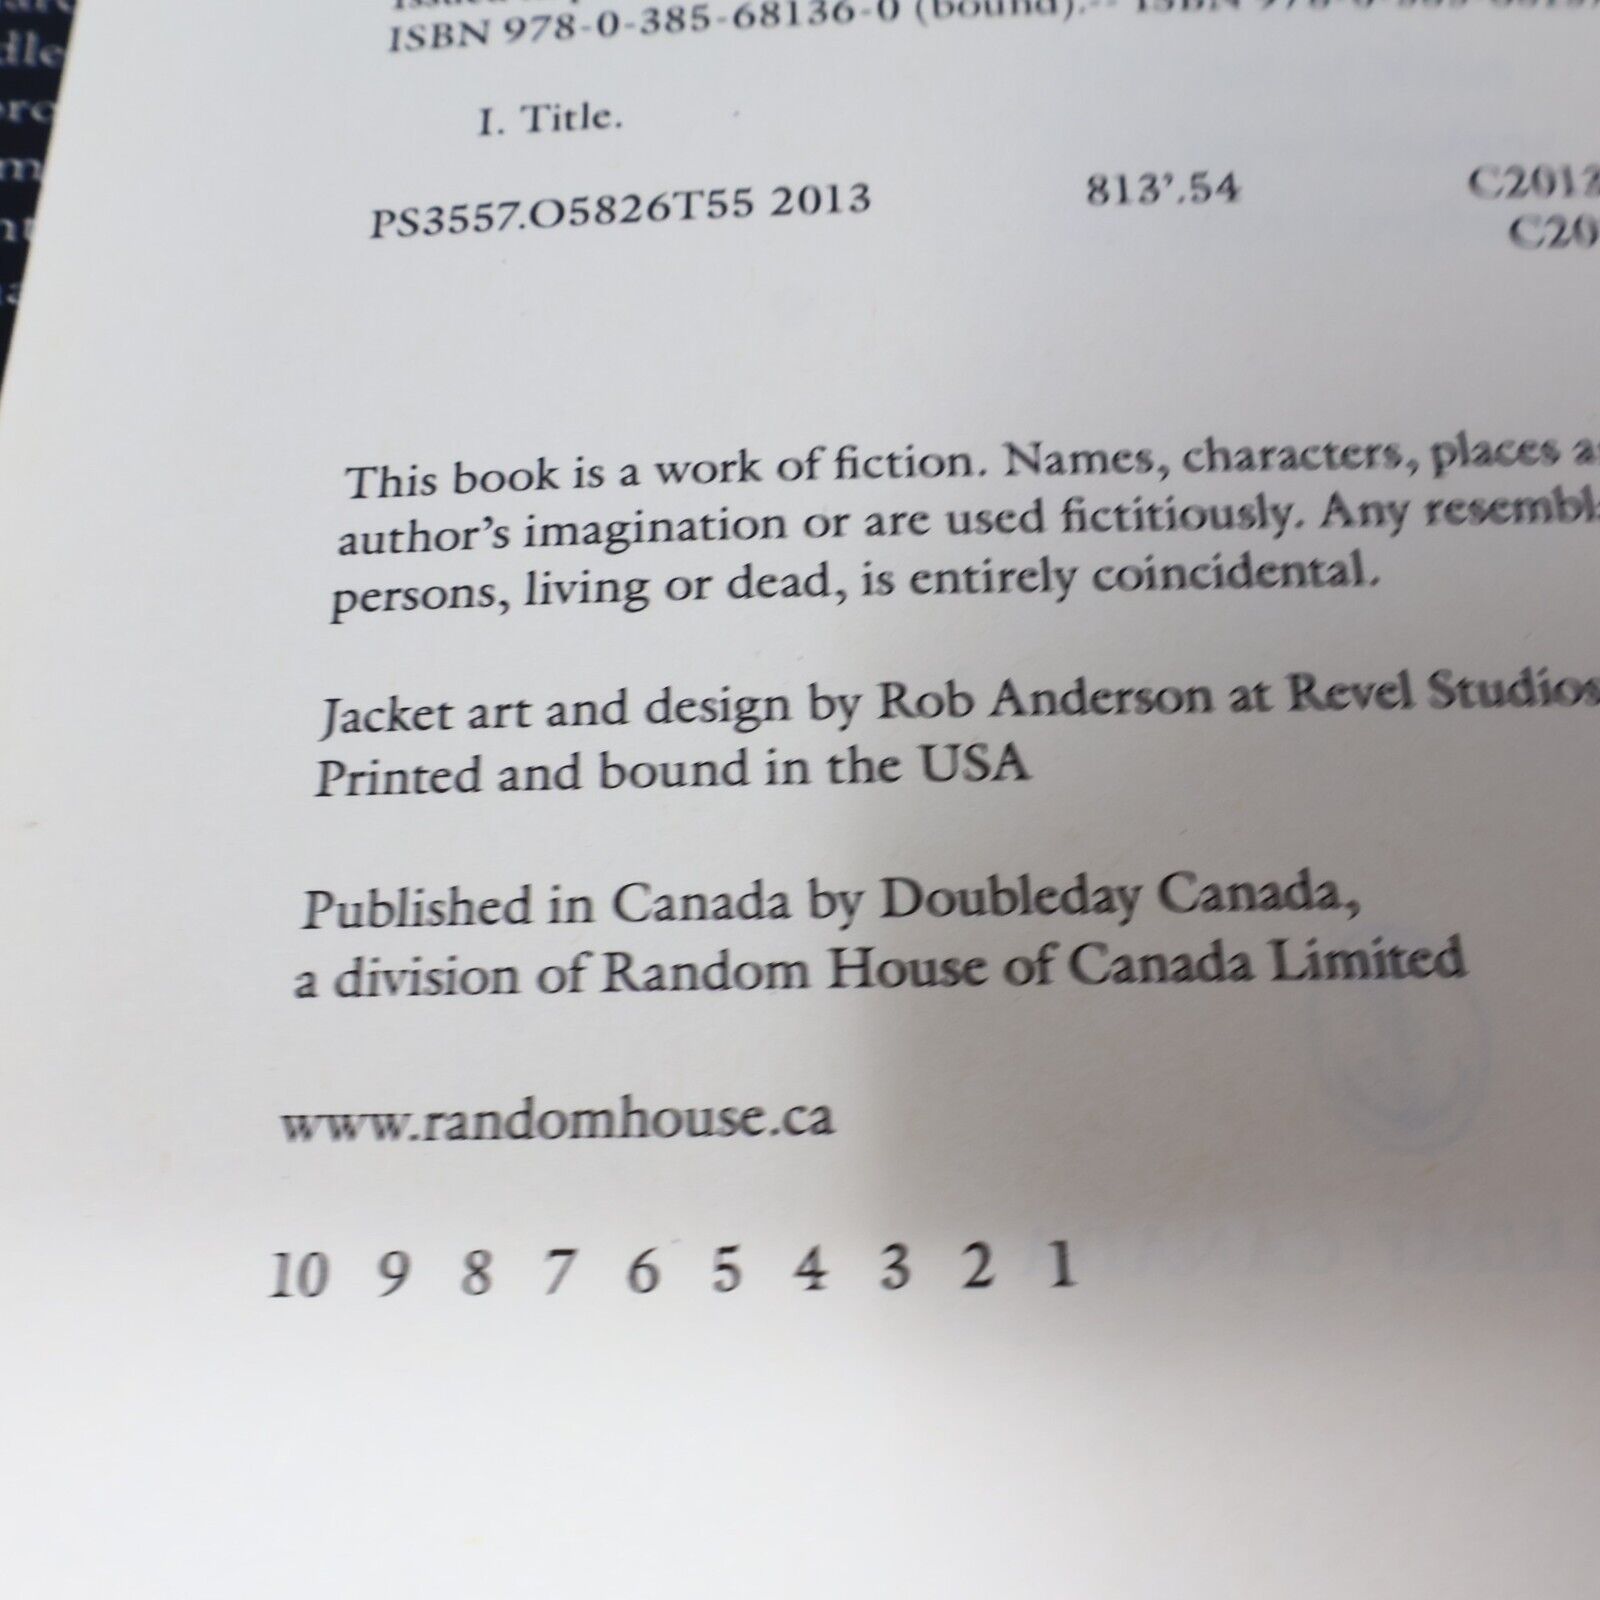 ISBN 978-0-385-68136-0 (bound).-- ISBN
I. Title.
PS3557.O5826T55 2013 813'.54
This book is a work of fiction. Names, characters, places
author's imagination or are used fictitiously. Any
persons, living or dead, is entirely coincidental.
Jacket art and design by Rob Anderson at Revel Studios
Printed and bound in the USA
Published in Canada by Doubleday Canada,
a division of Random House of Canada Limited
www.randomhouse.ca
10 9 8 7 6 5 4 3 2 1